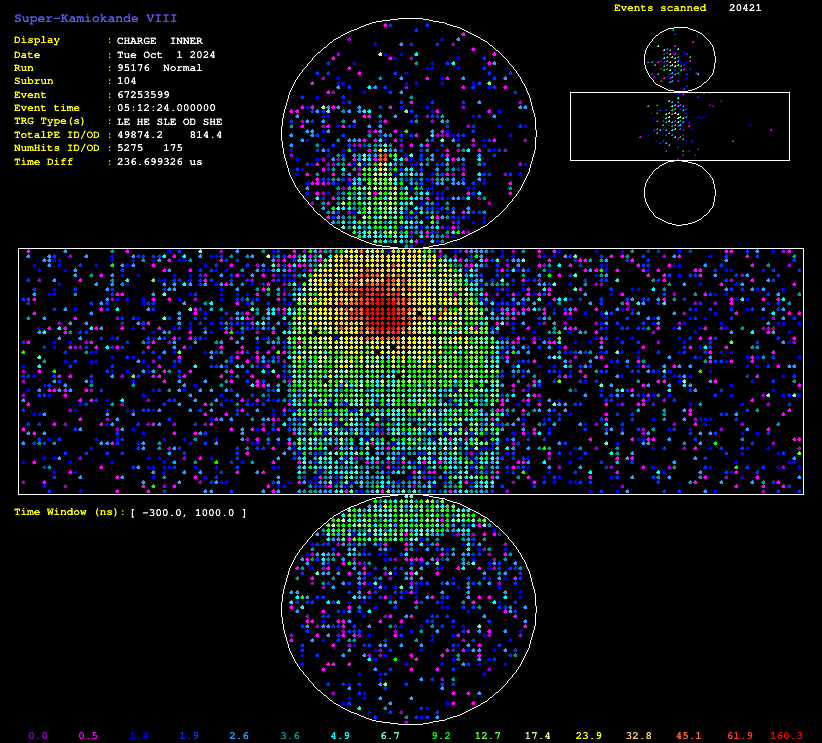 Super-Kamiokande VIII
Events scanned 20421
Display : CHARGE INNER
Date : Tue Oct 1 2024
Run : 95176 Normal
Subrun : 104
Event : 67253599
Event time : 05:12:24.000000
TRG Type(s) : LE HE SLE OD SHE
TotalPE ID/OD : 49874.2 814.4
NumHits ID/OD : 5275 175
Time Diff : 236.699326 us
Time Window (ns): [ -300.0, 1000.0 ]
0.0 0.5 1.4 1.9 2.6 3.6 4.9 6.7 9.2 12.7 17.4 23.9 32.8 45.1 61.9 160.3